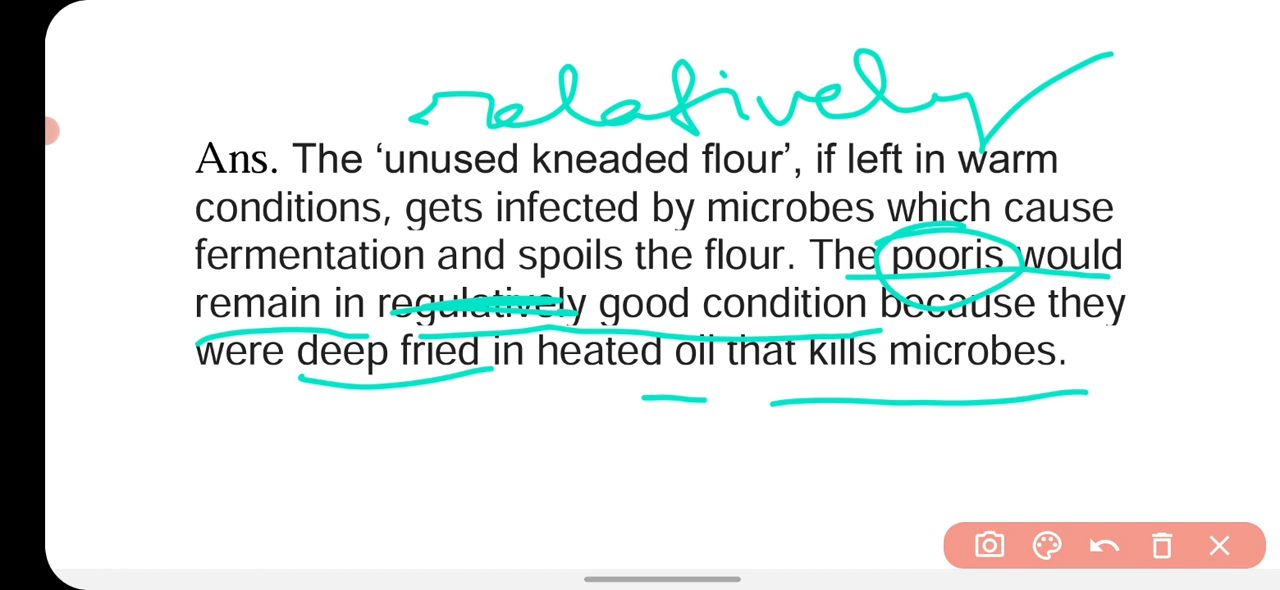 relatively
Ans. The ‘unused kneaded flour’, if left in warm
conditions, gets infected by microbes which cause
fermentation and spoils the flour. The pooris would
remain in regulatively good condition because they
were deep fried in heated oil that kills microbes.